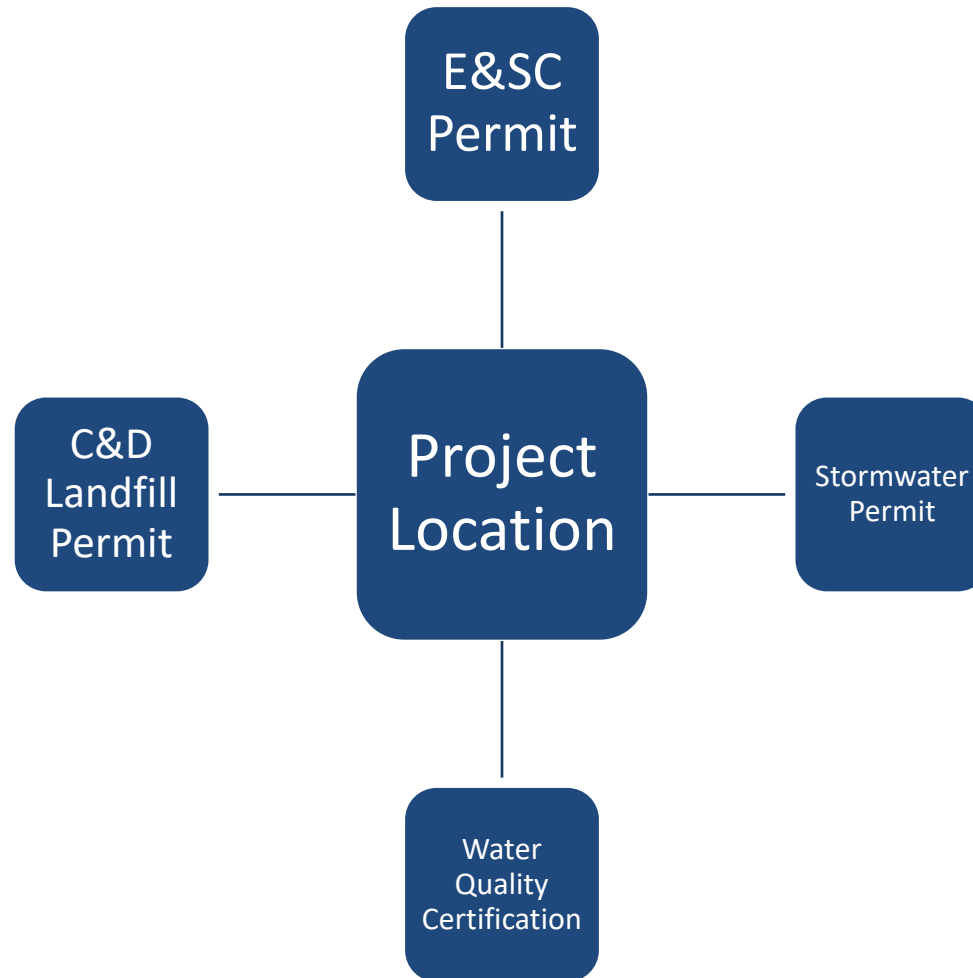 E&SC
Permit
C&D
Landfill
Permit
Project
Location
Stormwater
Permit
Water
Quality
Certification